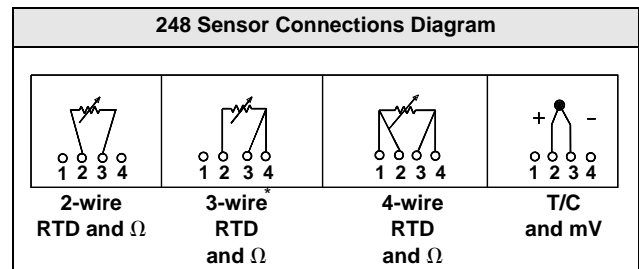 248 Sensor Connections Diagram
+ -
1 2 3 4 1 2 3 4 1 2 3 4 1 2 3 4
2-wire 3-wire* 4-wire T/C
RTD and Ω RTD RTD and mV
and Ω and Ω